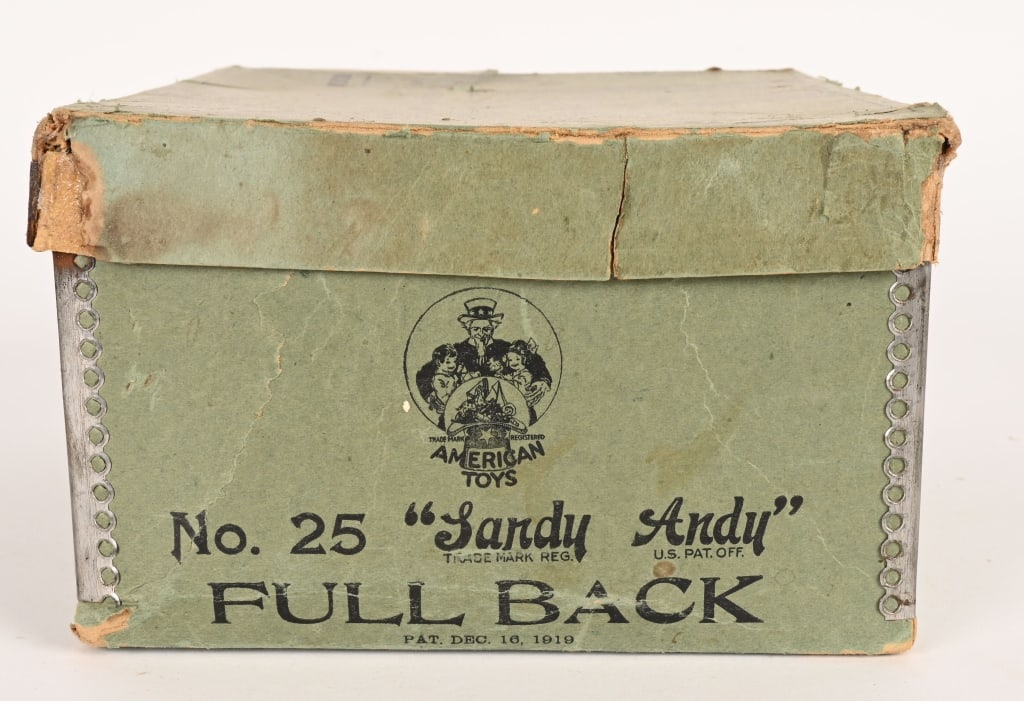 TRADE MARK REGISTERED
AMERICAN
TOYS
No. 25 "Sandy Andy"
TRADE MARK REG. U.S. PAT. OFF.
FULL BACK
PAT. DEC. 16, 1919